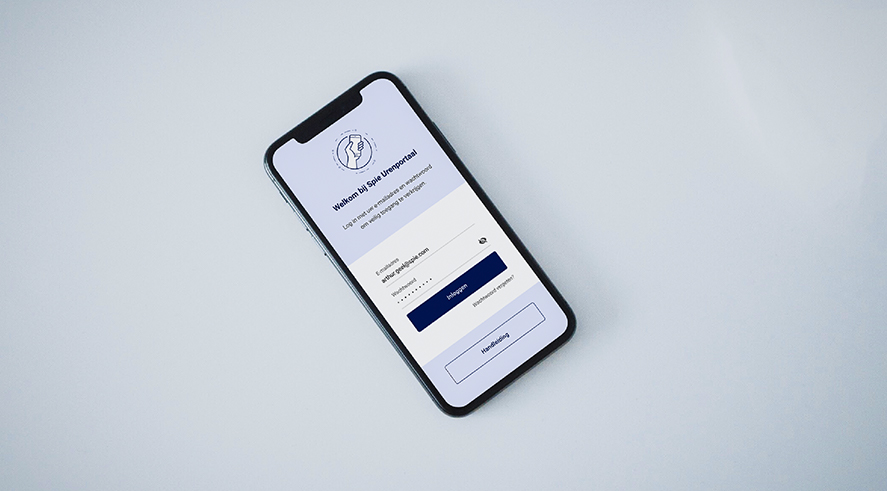 Welkom bij Spie Urenportaal
Log in met uw e-mailadres en wachtwoord
om veilig toegang te verkrijgen.
E-mailadres
arthur.geel@spie.com
Wachtwoord
••••••••••
Inloggen
Wachtwoord vergeten?
Handleiding